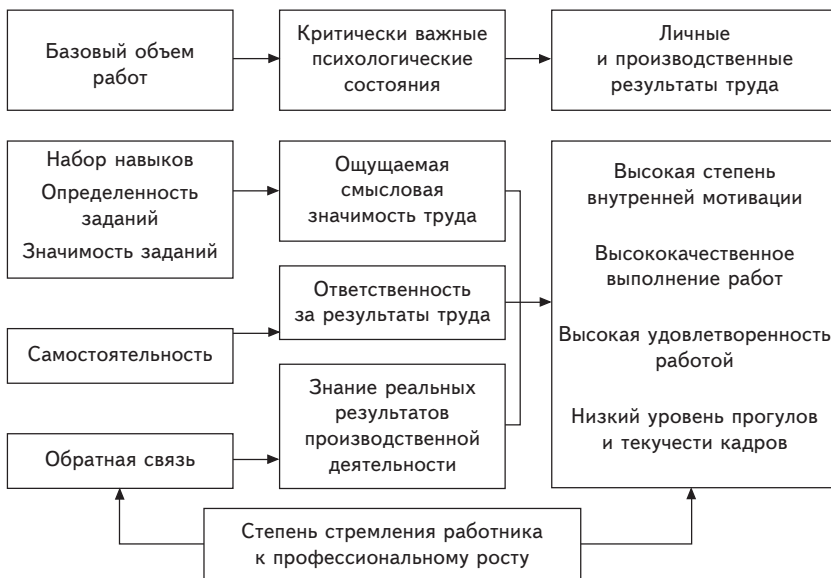 Базовый объем
работ
Критически важные
психологические
состояния
Личные
и производственные
результаты труда
Набор навыков
Определенность
заданий
Значимость заданий
Ощущаемая
смысловая
значимость труда
Высокая степень
внутренней мотивации
Высококачественное
выполнение работ
Высокая удовлетворенность
работой
Низкий уровень прогулов
и текучести кадров
Самостоятельность
Ответственность
за результаты труда
Обратная связь
Знание реальных
результатов
производственной
деятельности
Степень стремления работника
к профессиональному росту